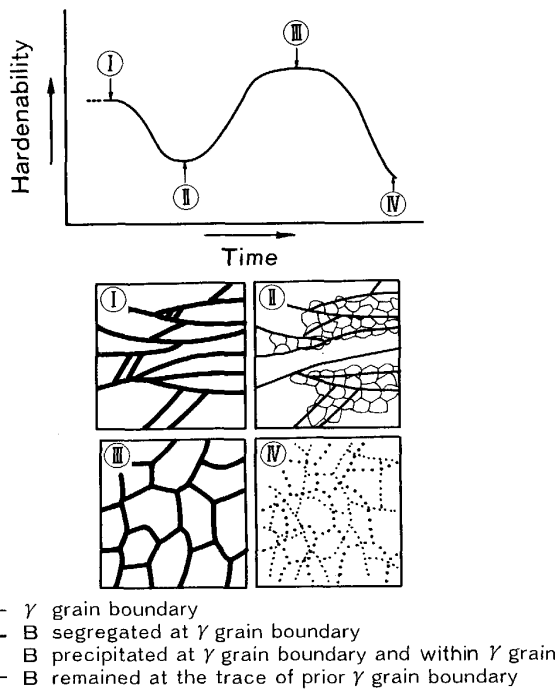 Hardenability
Ⅰ
Ⅱ
Ⅲ
Ⅳ
Time
Ⅰ
Ⅱ
Ⅲ
Ⅳ
γ grain boundary
B segregated at γ grain boundary
B precipitated at γ grain boundary and within γ grain
B remained at the trace of prior γ grain boundary